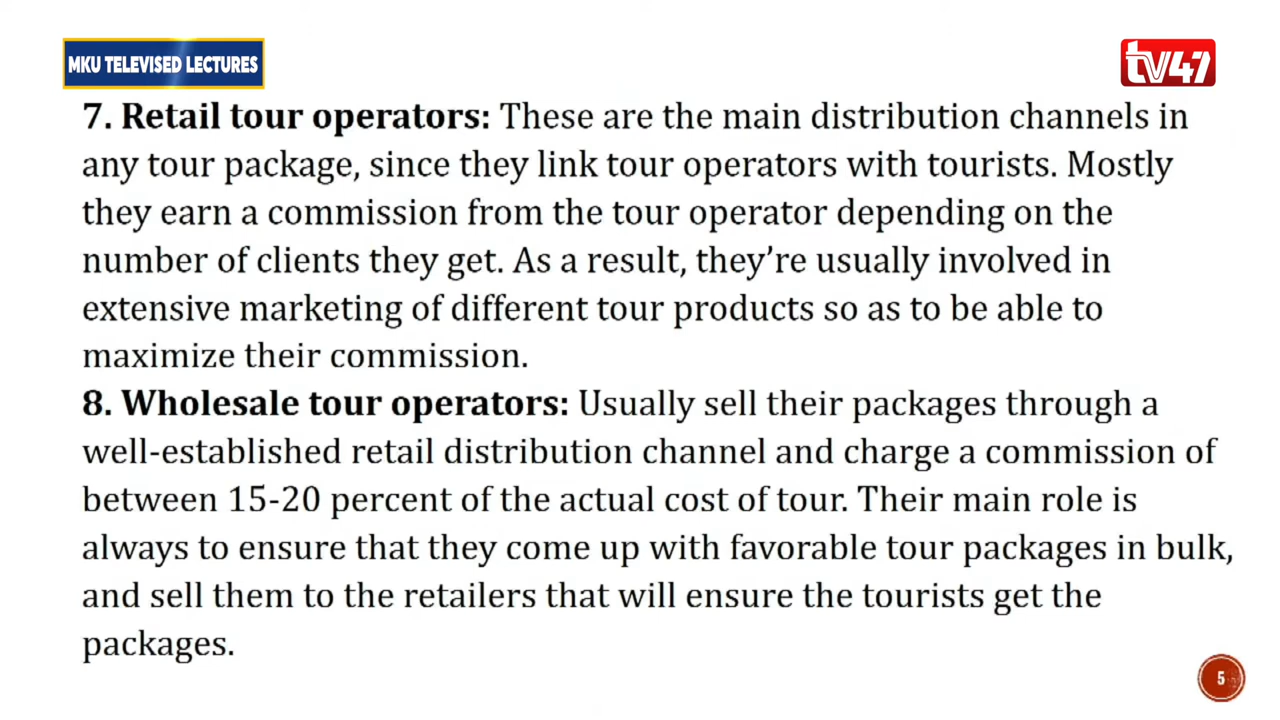 MKU TELEVISED LECTURES
tv47
7. Retail tour operators: These are the main distribution channels in
any tour package, since they link tour operators with tourists. Mostly
they earn a commission from the tour operator depending on the
number of clients they get. As a result, they’re usually involved in
extensive marketing of different tour products so as to be able to
maximize their commission.
8. Wholesale tour operators: Usually sell their packages through a
well-established retail distribution channel and charge a commission of
between 15-20 percent of the actual cost of tour. Their main role is
always to ensure that they come up with favorable tour packages in bulk,
and sell them to the retailers that will ensure the tourists get the
packages.
5